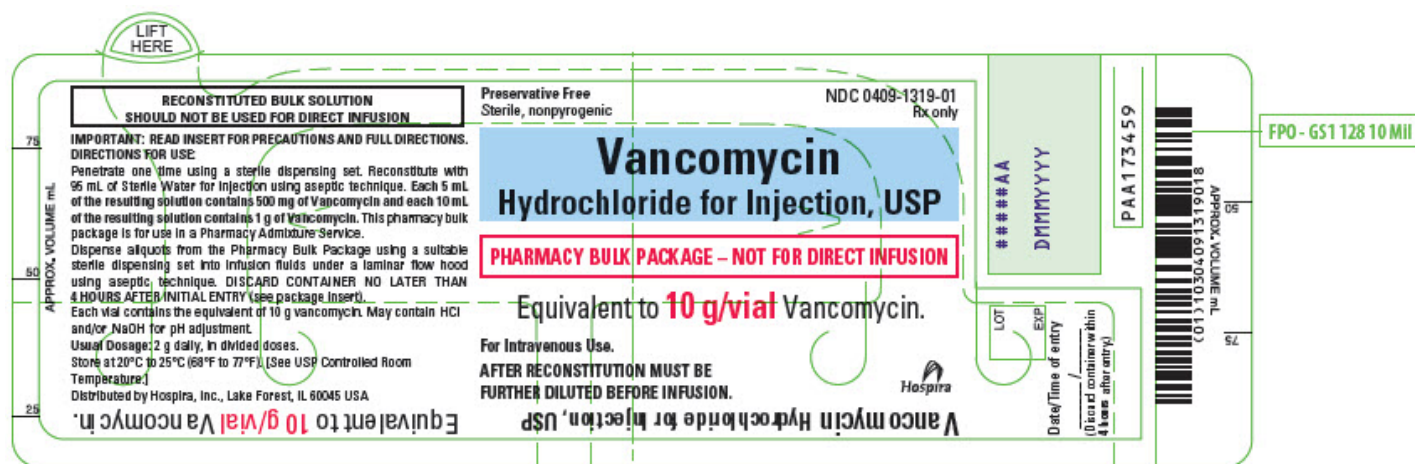 LIFT
HERE
RECONSTITUTED BULK SOLUTION
SHOULD NOT BE USED FOR DIRECT INFUSION
IMPORTANT: READ INSERT FOR PRECAUTIONS AND FULL DIRECTIONS.
DIRECTIONS FOR USE:
Penetrate one time using a sterile dispensing set. Reconstitute with
95 mL of Sterile Water for Injection using aseptic technique. Each 5 mL
of the resulting solution contains 500 mg of Vancomycin and each 10 mL
of the resulting solution contains 1 g of Vancomycin. This pharmacy bulk
package is for use in a Pharmacy Admixture Service.
Dispense aliquots from the Pharmacy Bulk Package using a suitable
sterile dispensing set into infusion fluids under a laminar flow hood
using aseptic technique. DISCARD CONTAINER NO LATER THAN
4 HOURS AFTER INITIAL ENTRY (see package insert).
Each vial contains the equivalent of 10 g vancomycin. May contain HCl
and/or NaOH for pH adjustment.
Usual Dosage: 2 g daily, in divided doses.
Store at 20°C to 25°C (68°F to 77°F). [See USP Controlled Room
Temperature.]
Distributed by Hospira, Inc., Lake Forest, IL 60045 USA
Equivalent to 10 g/vial Vancomycin.
75
50
25
APPROX. VOLUME mL
Preservative Free
Sterile, nonpyrogenic
NDC 0409-1319-01
Rx only
Vancomycin
Hydrochloride for Injection, USP
PHARMACY BULK PACKAGE – NOT FOR DIRECT INFUSION
Equivalent to 10 g/vial Vancomycin.
For Intravenous Use.
AFTER RECONSTITUTION MUST BE
FURTHER DILUTED BEFORE INFUSION.
Hospira
Vancomycin Hydrochloride for Injection, USP
#####AA
DMMMYYYY
LOT
EXP
Date/Time of entry
/
(Discard container within
4 hours after entry.)
PAA173459
(01)10304091319018
APPROX. VOLUME mL
50
75
FPO - GS1 128 10 Mil